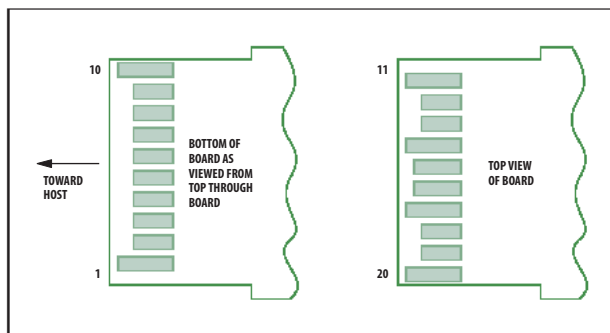 10
BOTTOM OF
BOARD AS
VIEWED FROM
TOP THROUGH
BOARD
TOWARD
HOST
1
11
TOP VIEW
OF BOARD
20